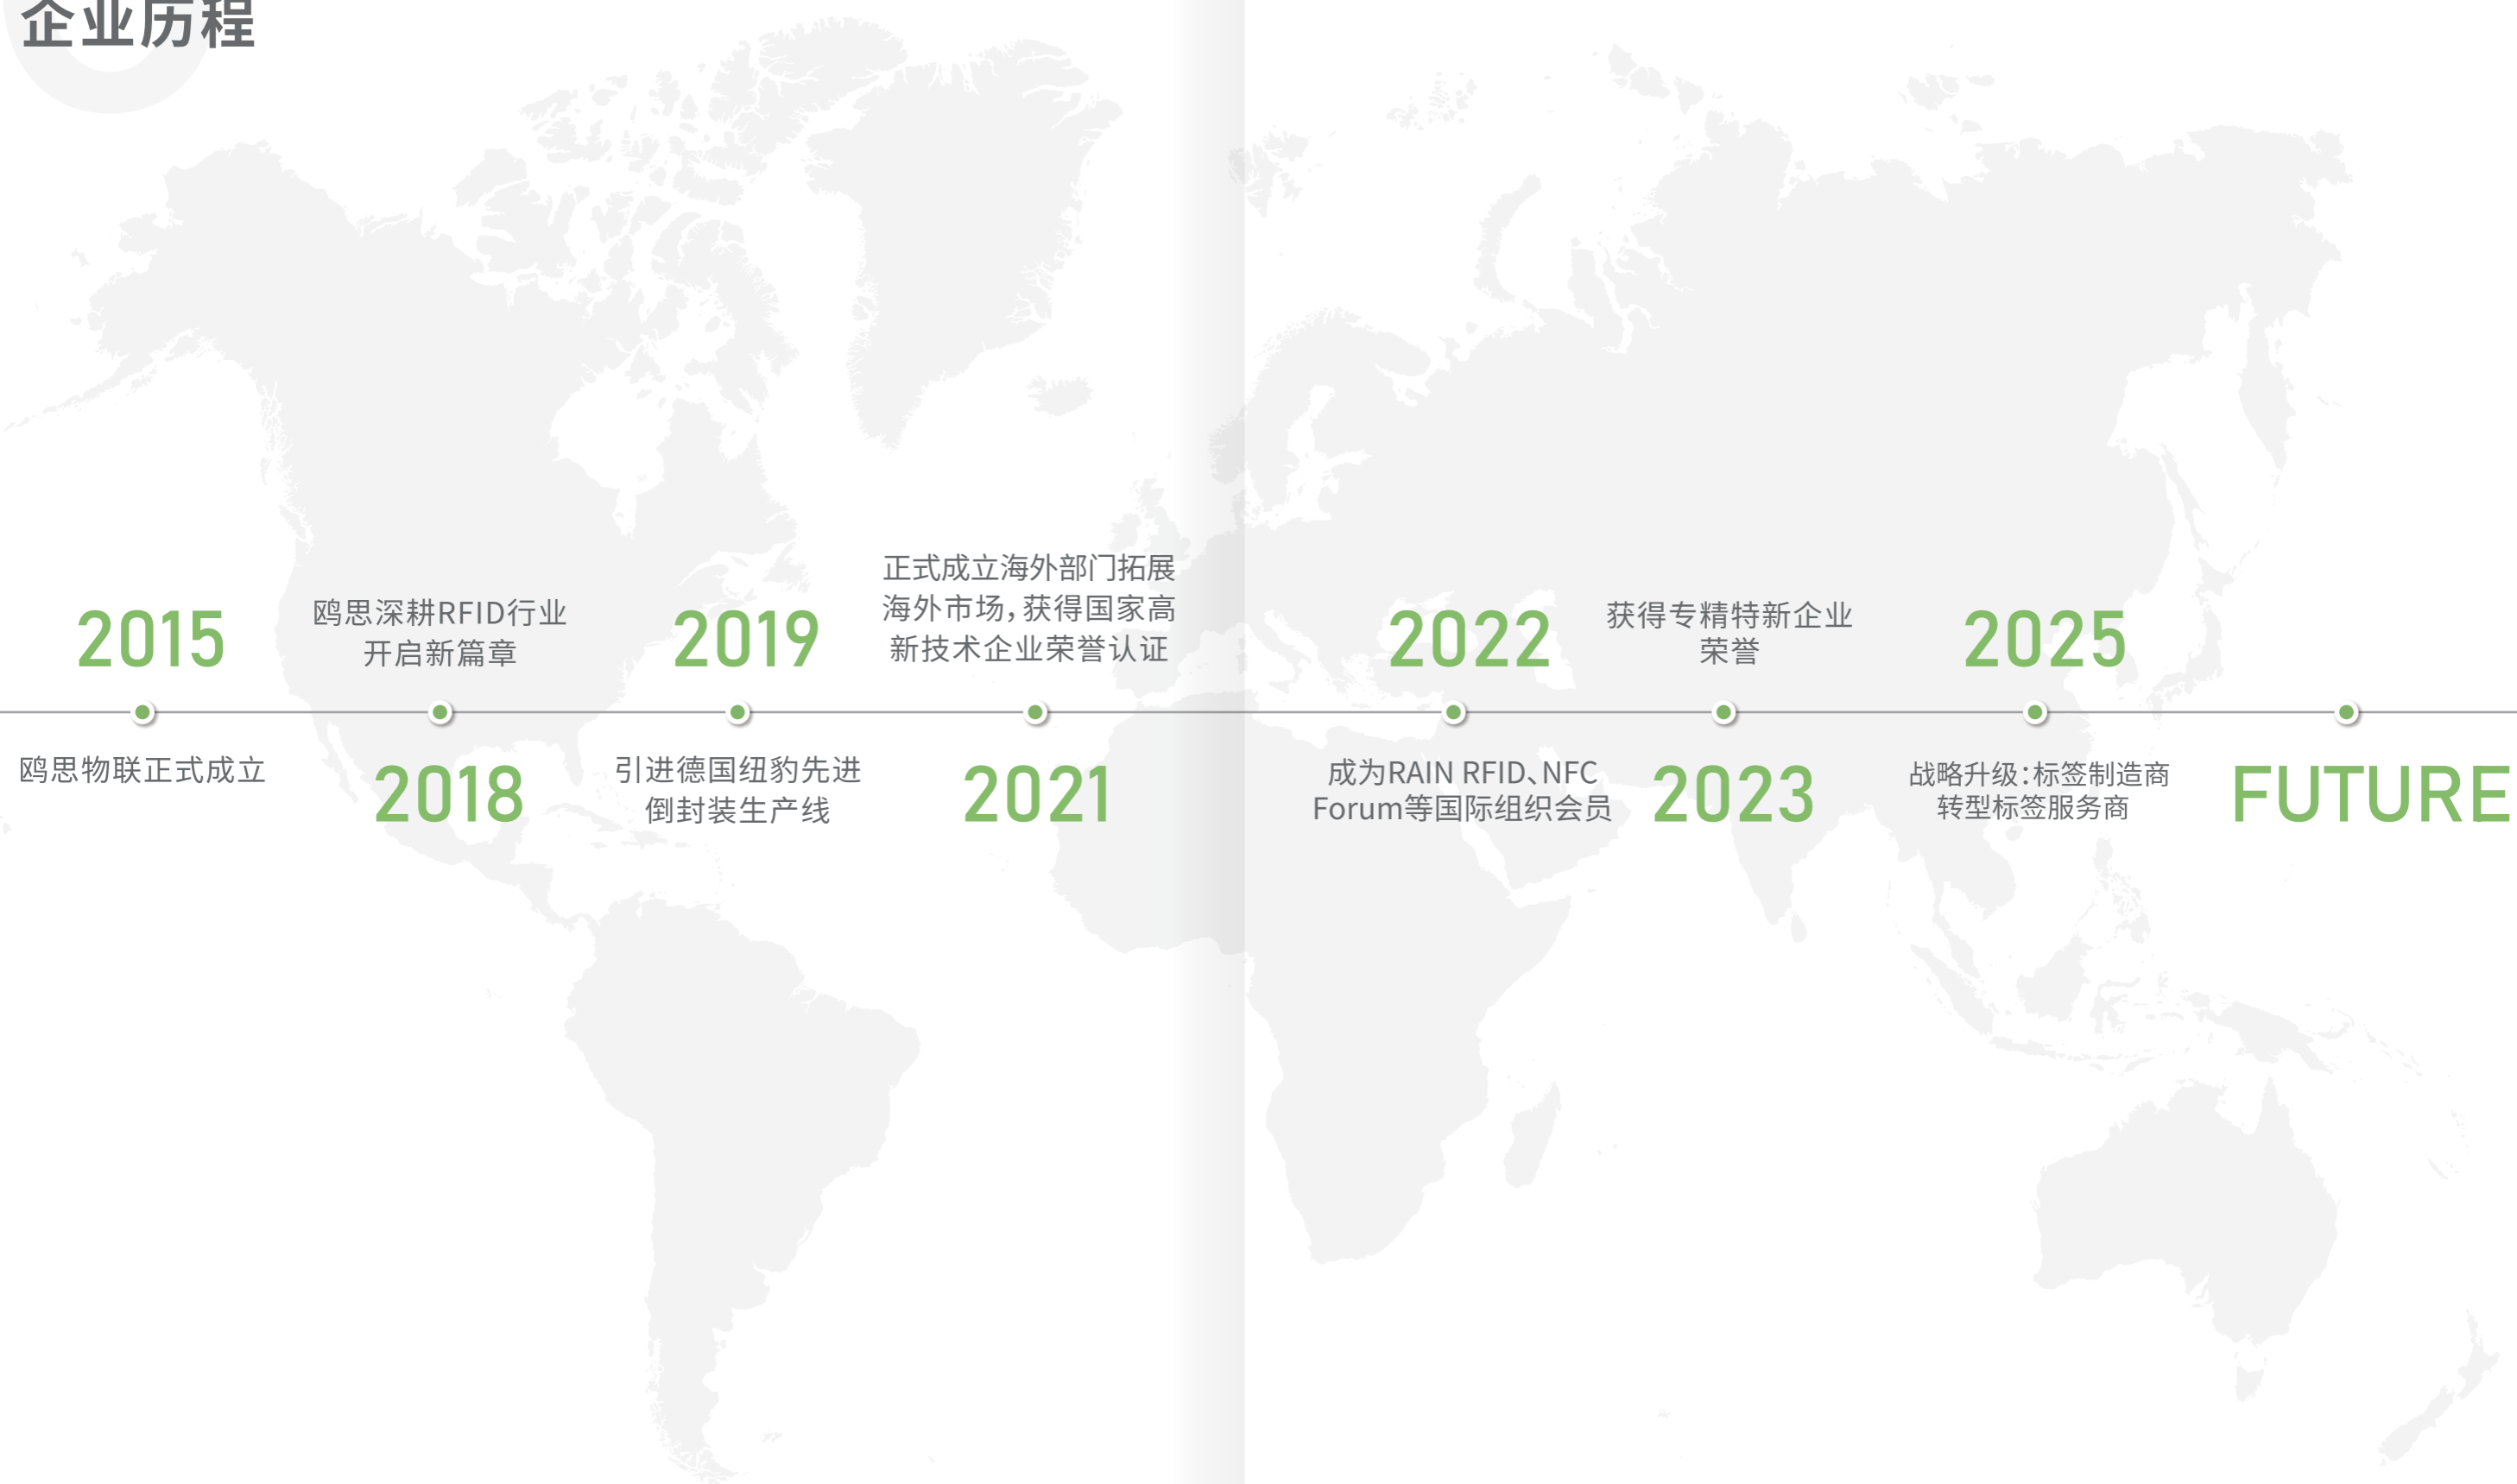 企业历程
2015
欧思物联正式成立
欧思深耕RFID行业
开启新篇章
2018
2019
引进德国纽豹先进
倒封装生产线
正式成立海外部门拓展
海外市场，获得国家高
新技术企业荣誉认证
2021
2022
成为RAIN RFID、NFC
Forum等国际组织会员
获得专精特新企业
荣誉
2023
2025
战略升级：标签制造商
转型标签服务商
FUTURE